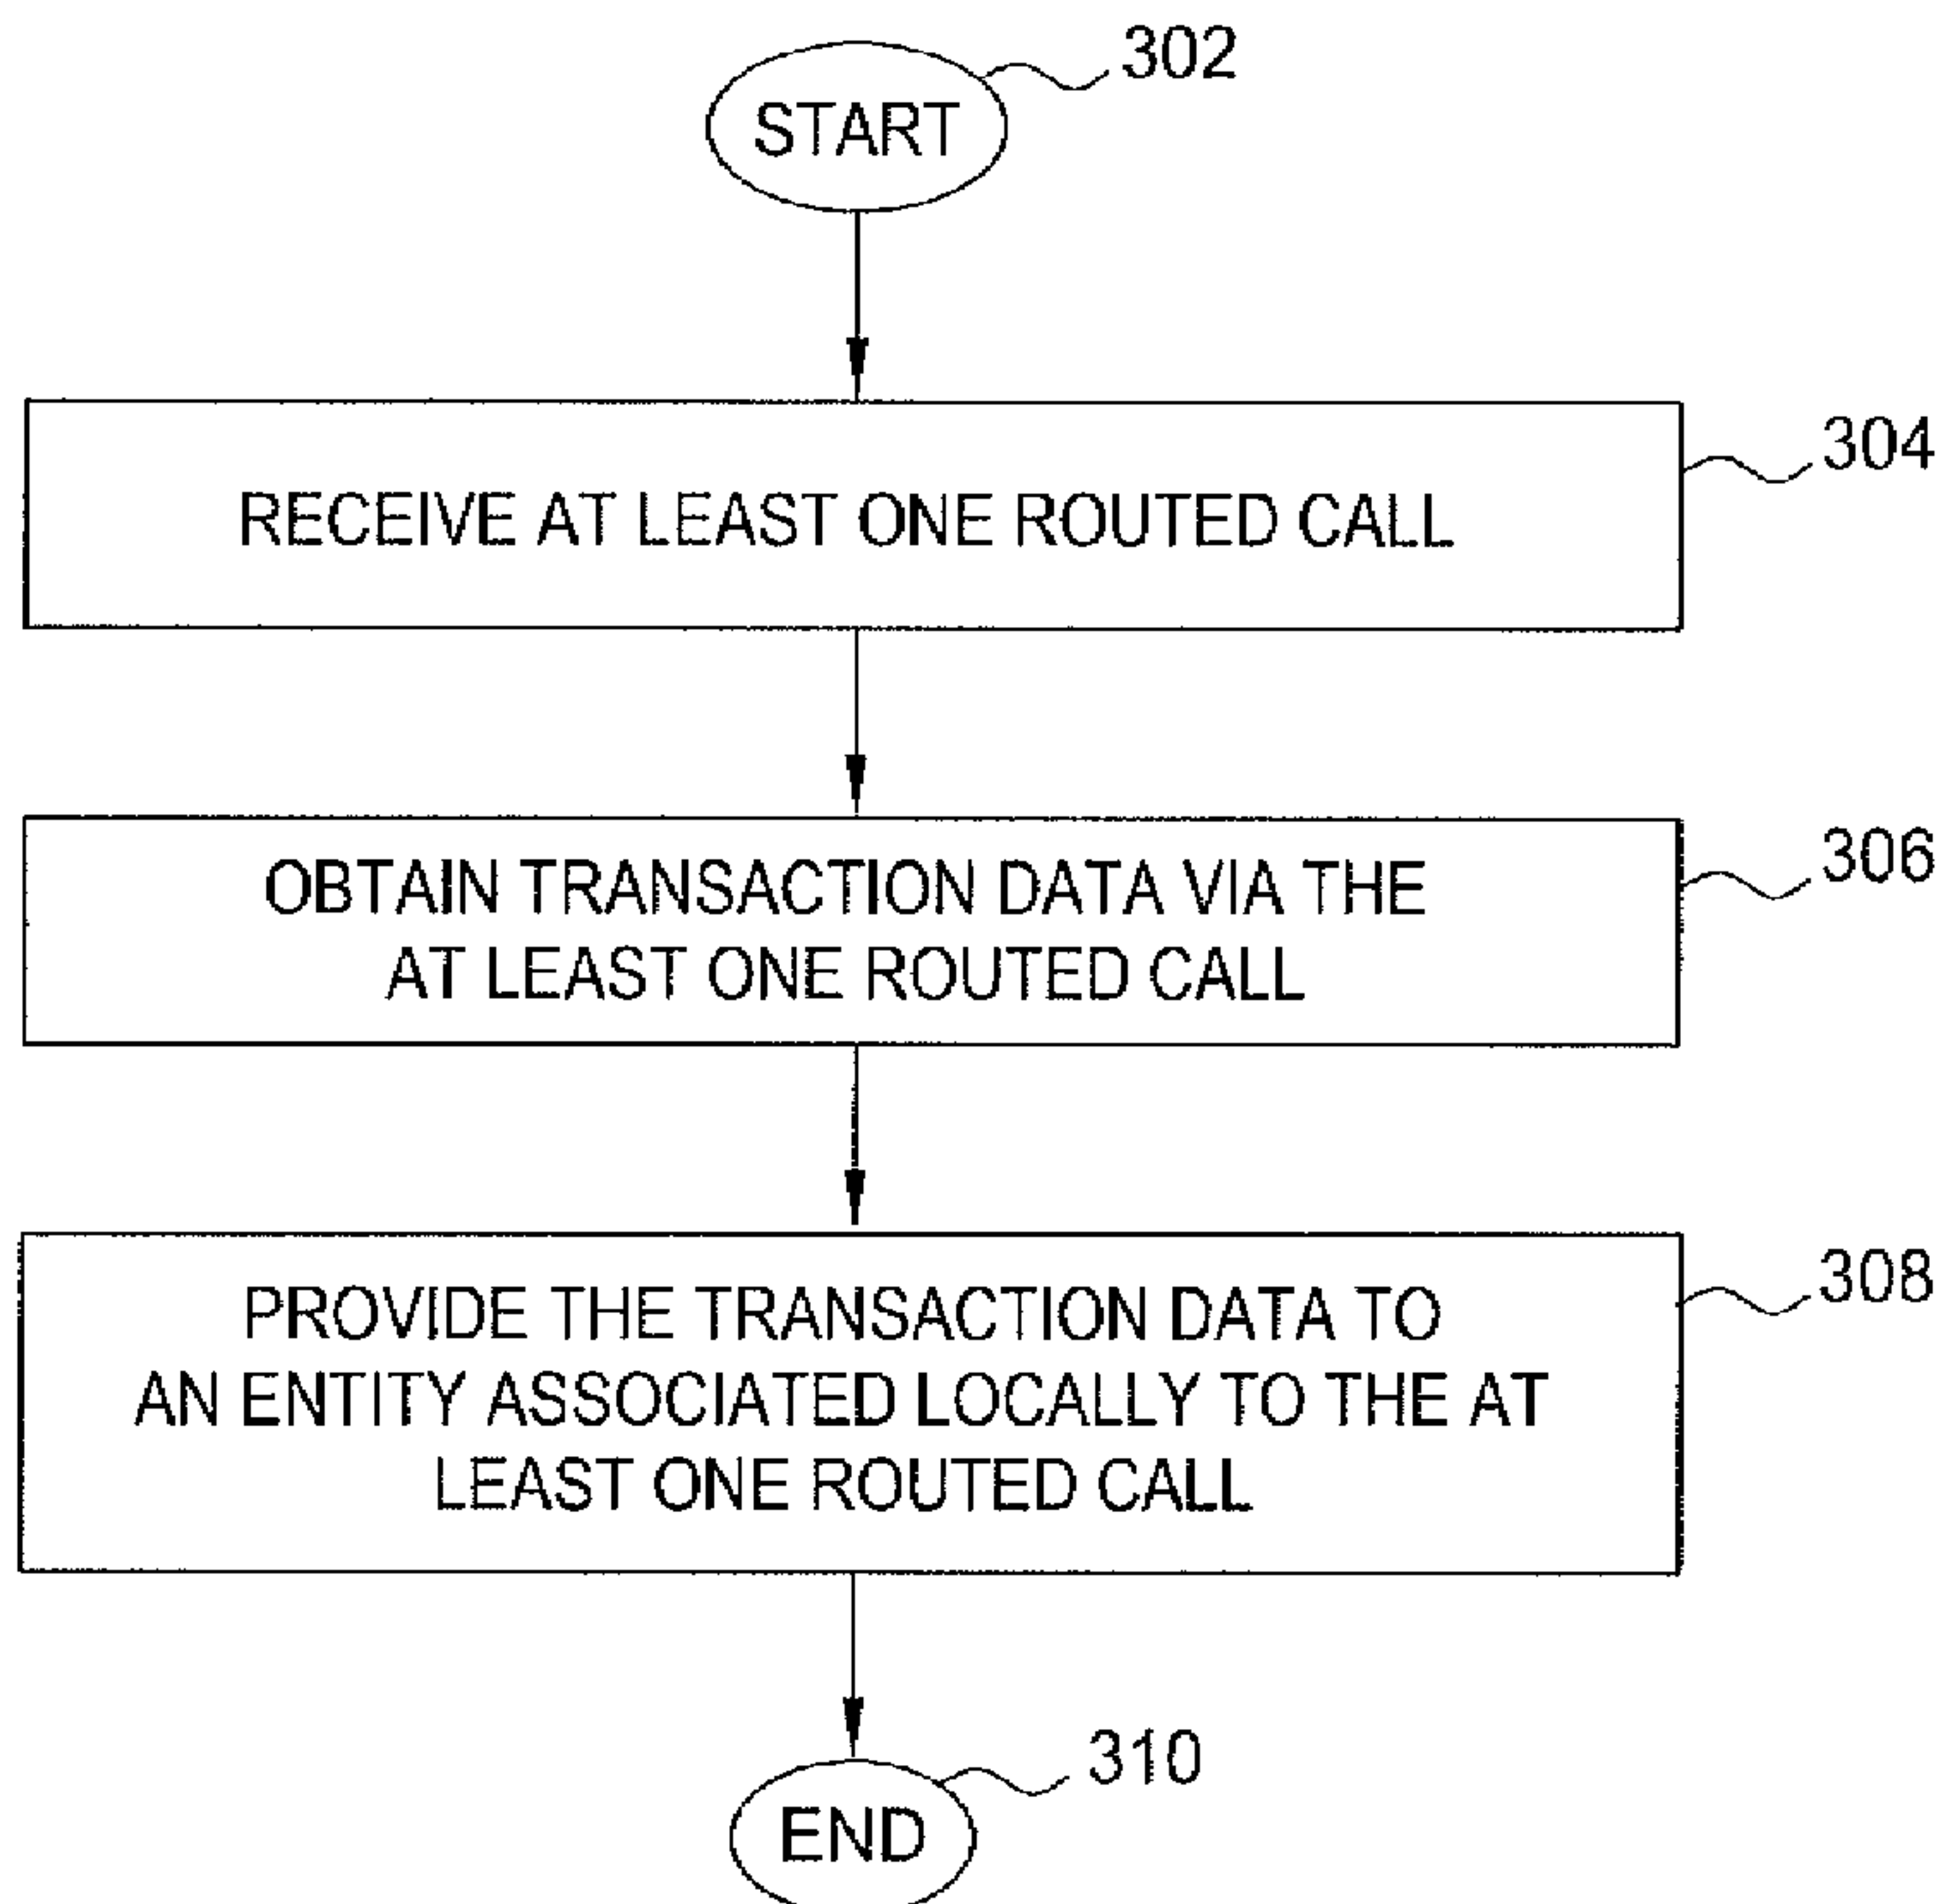 302
START
304
RECEIVE AT LEAST ONE ROUTED CALL
306
OBTAIN TRANSACTION DATA VIA THE
AT LEAST ONE ROUTED CALL
308
PROVIDE THE TRANSACTION DATA TO
AN ENTITY ASSOCIATED LOCALLY TO THE AT
LEAST ONE ROUTED CALL
310
END